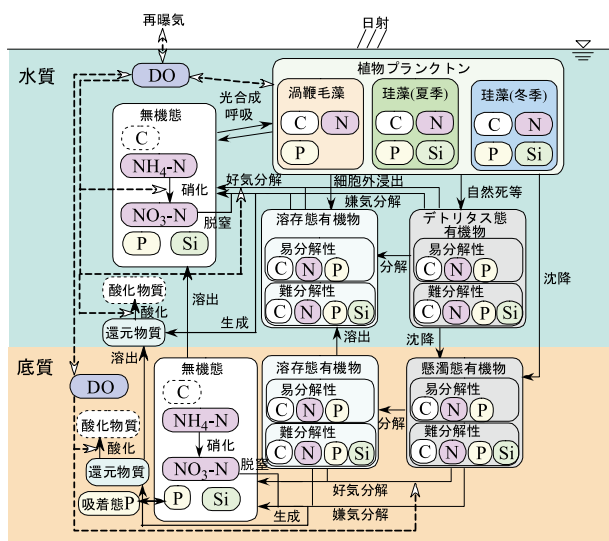 再曝気
日射
水質
DO
植物プランクトン
渦鞭毛藻
C N
P
珪藻(夏季)
C N
P Si
珪藻(冬季)
C N
P Si
光合成
呼吸
無機態
C
NH4-N
硝化
NO3-N
P Si
脱窒
好気分解
細胞外浸出
嫌気分解
自然死等
溶存態有機物
易分解性
C N P
難分解性
C N P Si
分解
デトリタス態
有機物
易分解性
C N P
難分解性
C N P Si
沈降
酸化物質
酸化
還元物質
溶出
生成
溶出
溶出
沈降
底質
DO
酸化物質
酸化
還元物質
吸着態P
無機態
C
NH4-N
硝化
NO3-N
P Si
脱窒
溶存態有機物
易分解性
C N P
難分解性
C N P Si
分解
懸濁態有機物
易分解性
C N P
難分解性
C N P Si
好気分解
生成
嫌気分解